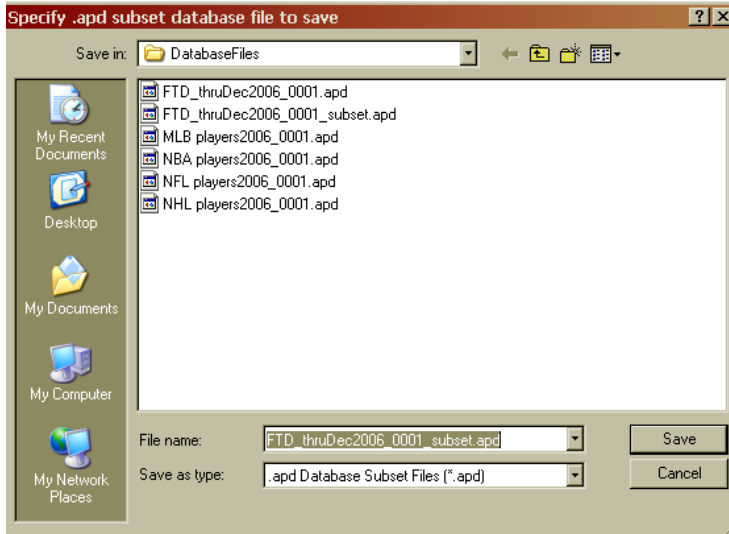 Specify .apd subset database file to save
Save in: DatabaseFiles
FTD_thruDec2006_0001.apd
FTD_thruDec2006_0001_subset.apd
MLB players2006_0001.apd
NBA players2006_0001.apd
NFL players2006_0001.apd
NHL players2006_0001.apd
My Recent
Documents
Desktop
My Documents
My Computer
My Network
Places
File name: FTD_thruDec2006_0001_subset.apd Save
Save as type: .apd Database Subset Files (*.apd) Cancel